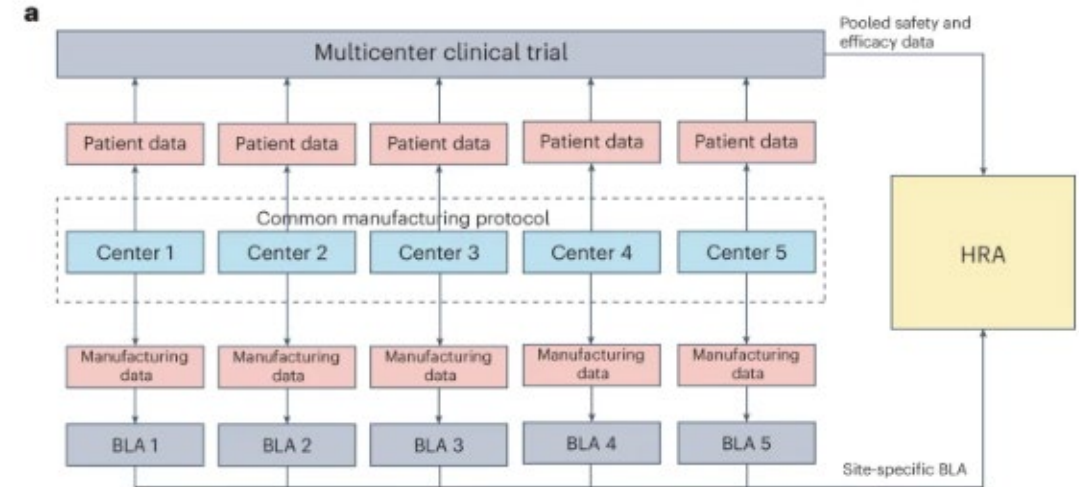 a
Pooled safety and
efficacy data
Multicenter clinical trial
Patient data
Patient data
Patient data
Patient data
Patient data
Common manufacturing protocol
Center 1
Center 2
Center 3
Center 4
Center 5
HRA
Manufacturing
data
Manufacturing
data
Manufacturing
data
Manufacturing
data
Manufacturing
data
BLA 1
BLA 2
BLA 3
BLA 4
BLA 5
Site-specific BLA